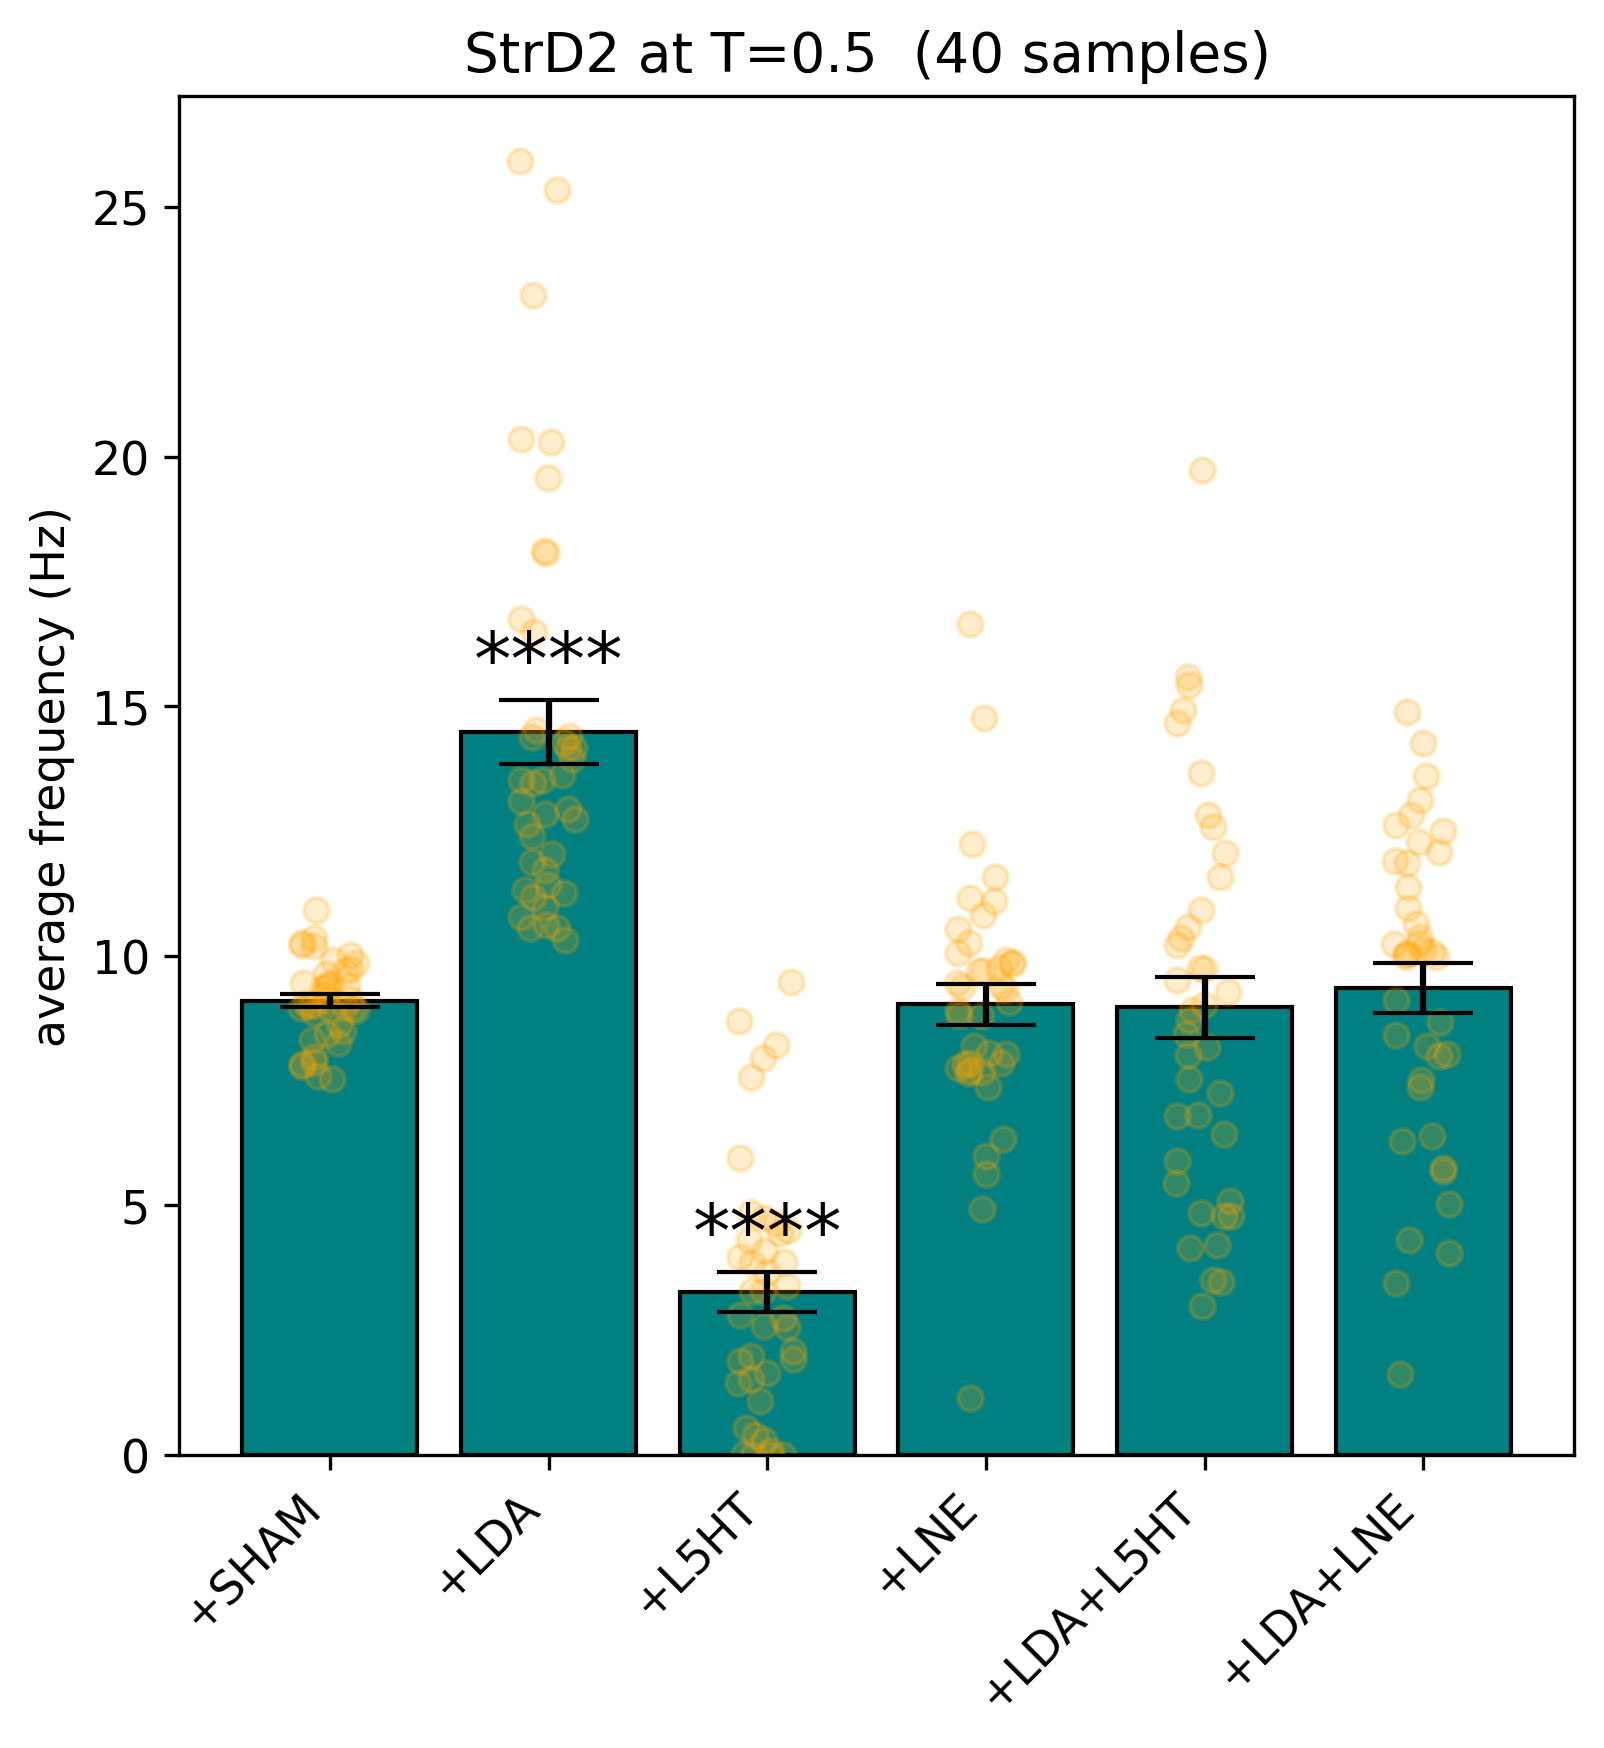 StrD2 at T=0.5  (40 samples)
average frequency (Hz)
25
20
15
10
5
0
****
****
+SHAM
+LDA
+L5HT
+LNE
+LDA+L5HT
+LDA+LNE